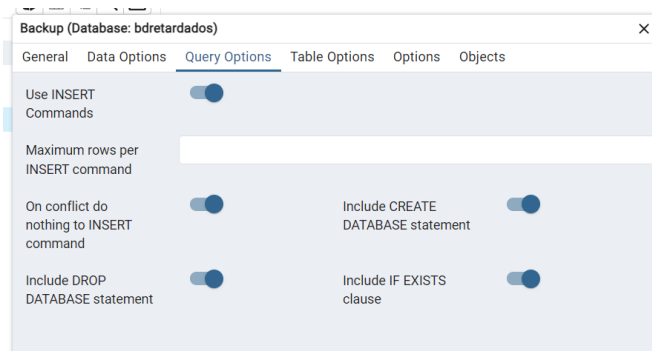 Backup (Database: bdretardados)
General Data Options Query Options Table Options Options Objects
Use INSERT
Commands
Maximum rows per
INSERT command
On conflict do
nothing to INSERT
command
Include CREATE
DATABASE statement
Include DROP
DATABASE statement
Include IF EXISTS
clause